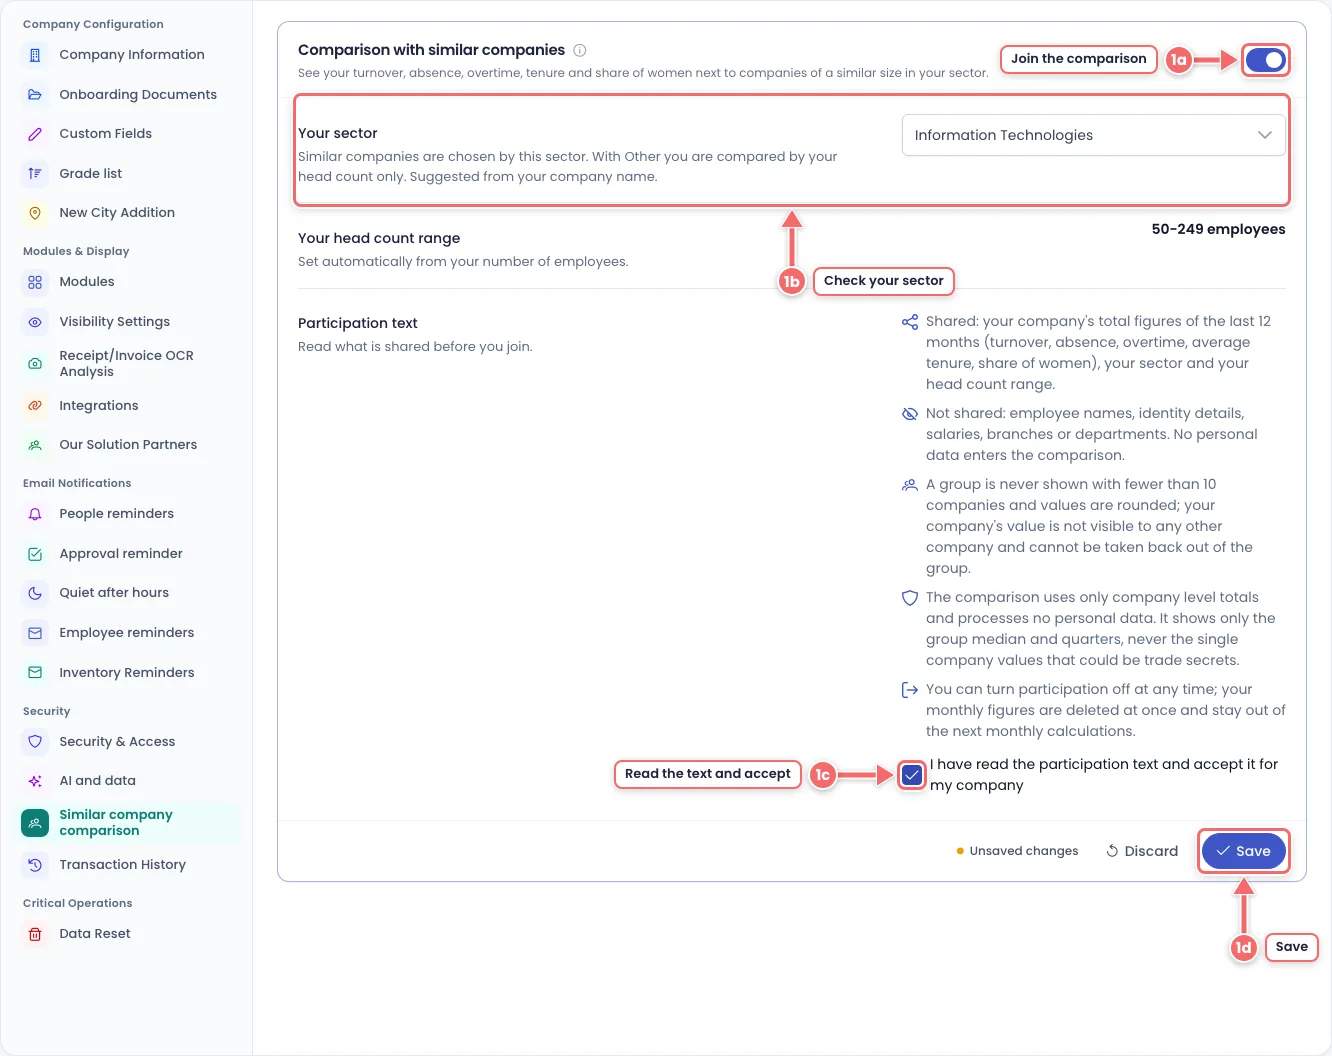 Company Configuration
Company Information
Onboarding Documents
Custom Fields
Grade list
New City Addition
Modules & Display
Modules
Visibility Settings
Receipt/Invoice OCR
Analysis
Integrations
Our Solution Partners
Email Notifications
People reminders
Approval reminder
Quiet after hours
Employee reminders
Inventory Reminders
Security
Security & Access
AI and data
Similar company
comparison
Transaction History
Critical Operations
Data Reset
Comparison with similar companies
See your turnover, absence, overtime, tenure and share of women next to companies of a similar size in your sector.
Join the comparison
1a
Your sector
Similar companies are chosen by this sector. With Other you are compared by your
head count only. Suggested from your company name.
Information Technologies
Your head count range
Set automatically from your number of employees.
50-249 employees
1b
Check your sector
Participation text
Read what is shared before you join.
Shared: your company's total figures of the last 12
months (turnover, absence, overtime, average
tenure, share of women), your sector and your
head count range.
Not shared: employee names, identity details,
salaries, branches or departments. No personal
data enters the comparison.
A group is never shown with fewer than 10
companies and values are rounded; your
company's value is not visible to any other
company and cannot be taken back out of the
group.
The comparison uses only company level totals
and processes no personal data. It shows only the
group median and quarters, never the single
company values that could be trade secrets.
You can turn participation off at any time; your
monthly figures are deleted at once and stay out of
the next monthly calculations.
Read the text and accept
1c
I have read the participation text and accept it for
my company
Unsaved changes
Discard
Save
1d
Save